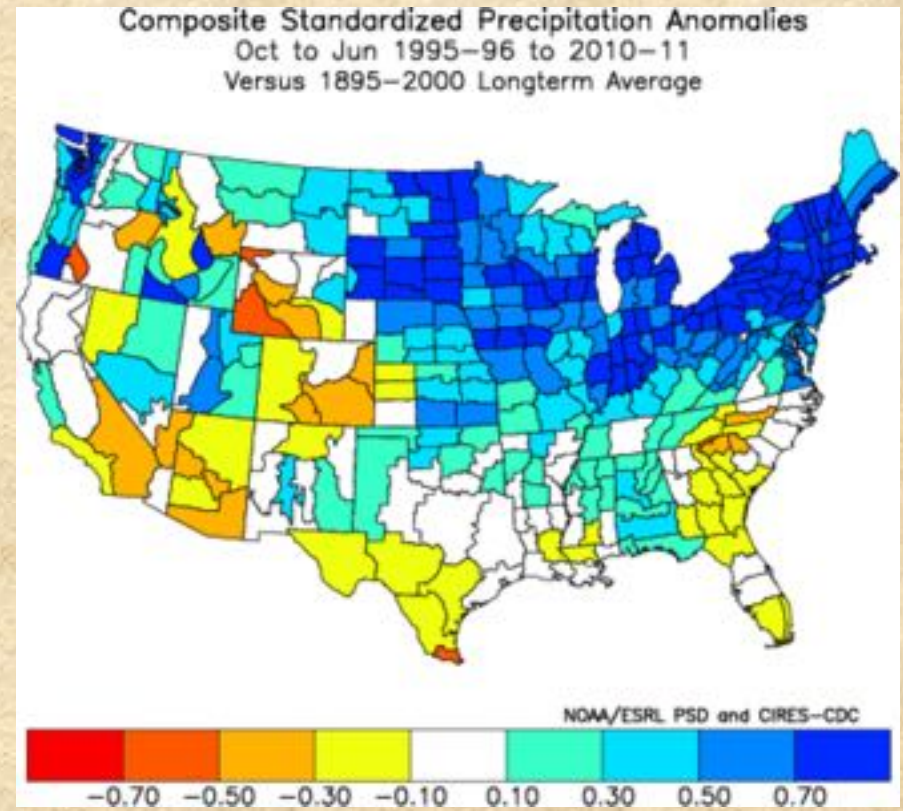 Composite Standardized Precipitation Anomalies
Oct to Jun 1995-96 to 2010-11
Versus 1895-2000 Longterm Average
NOAA/ESRL PSD and CIRES-CDC
-0.70 -0.50 -0.30 -0.10 0.10 0.30 0.50 0.70